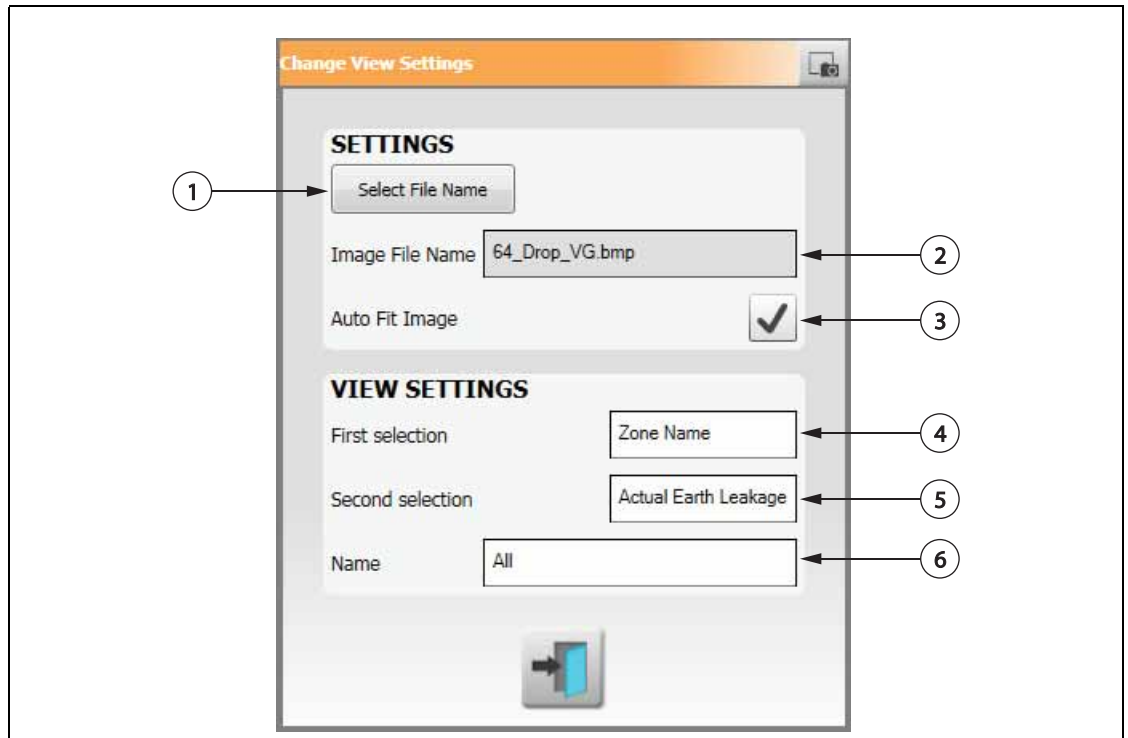 Change View Settings
SETTINGS
1
Select File Name
Image File Name 64_Drop_VG.bmp
2
Auto Fit Image
3
VIEW SETTINGS
First selection Zone Name
4
Second selection Actual Earth Leakage
5
Name All
6